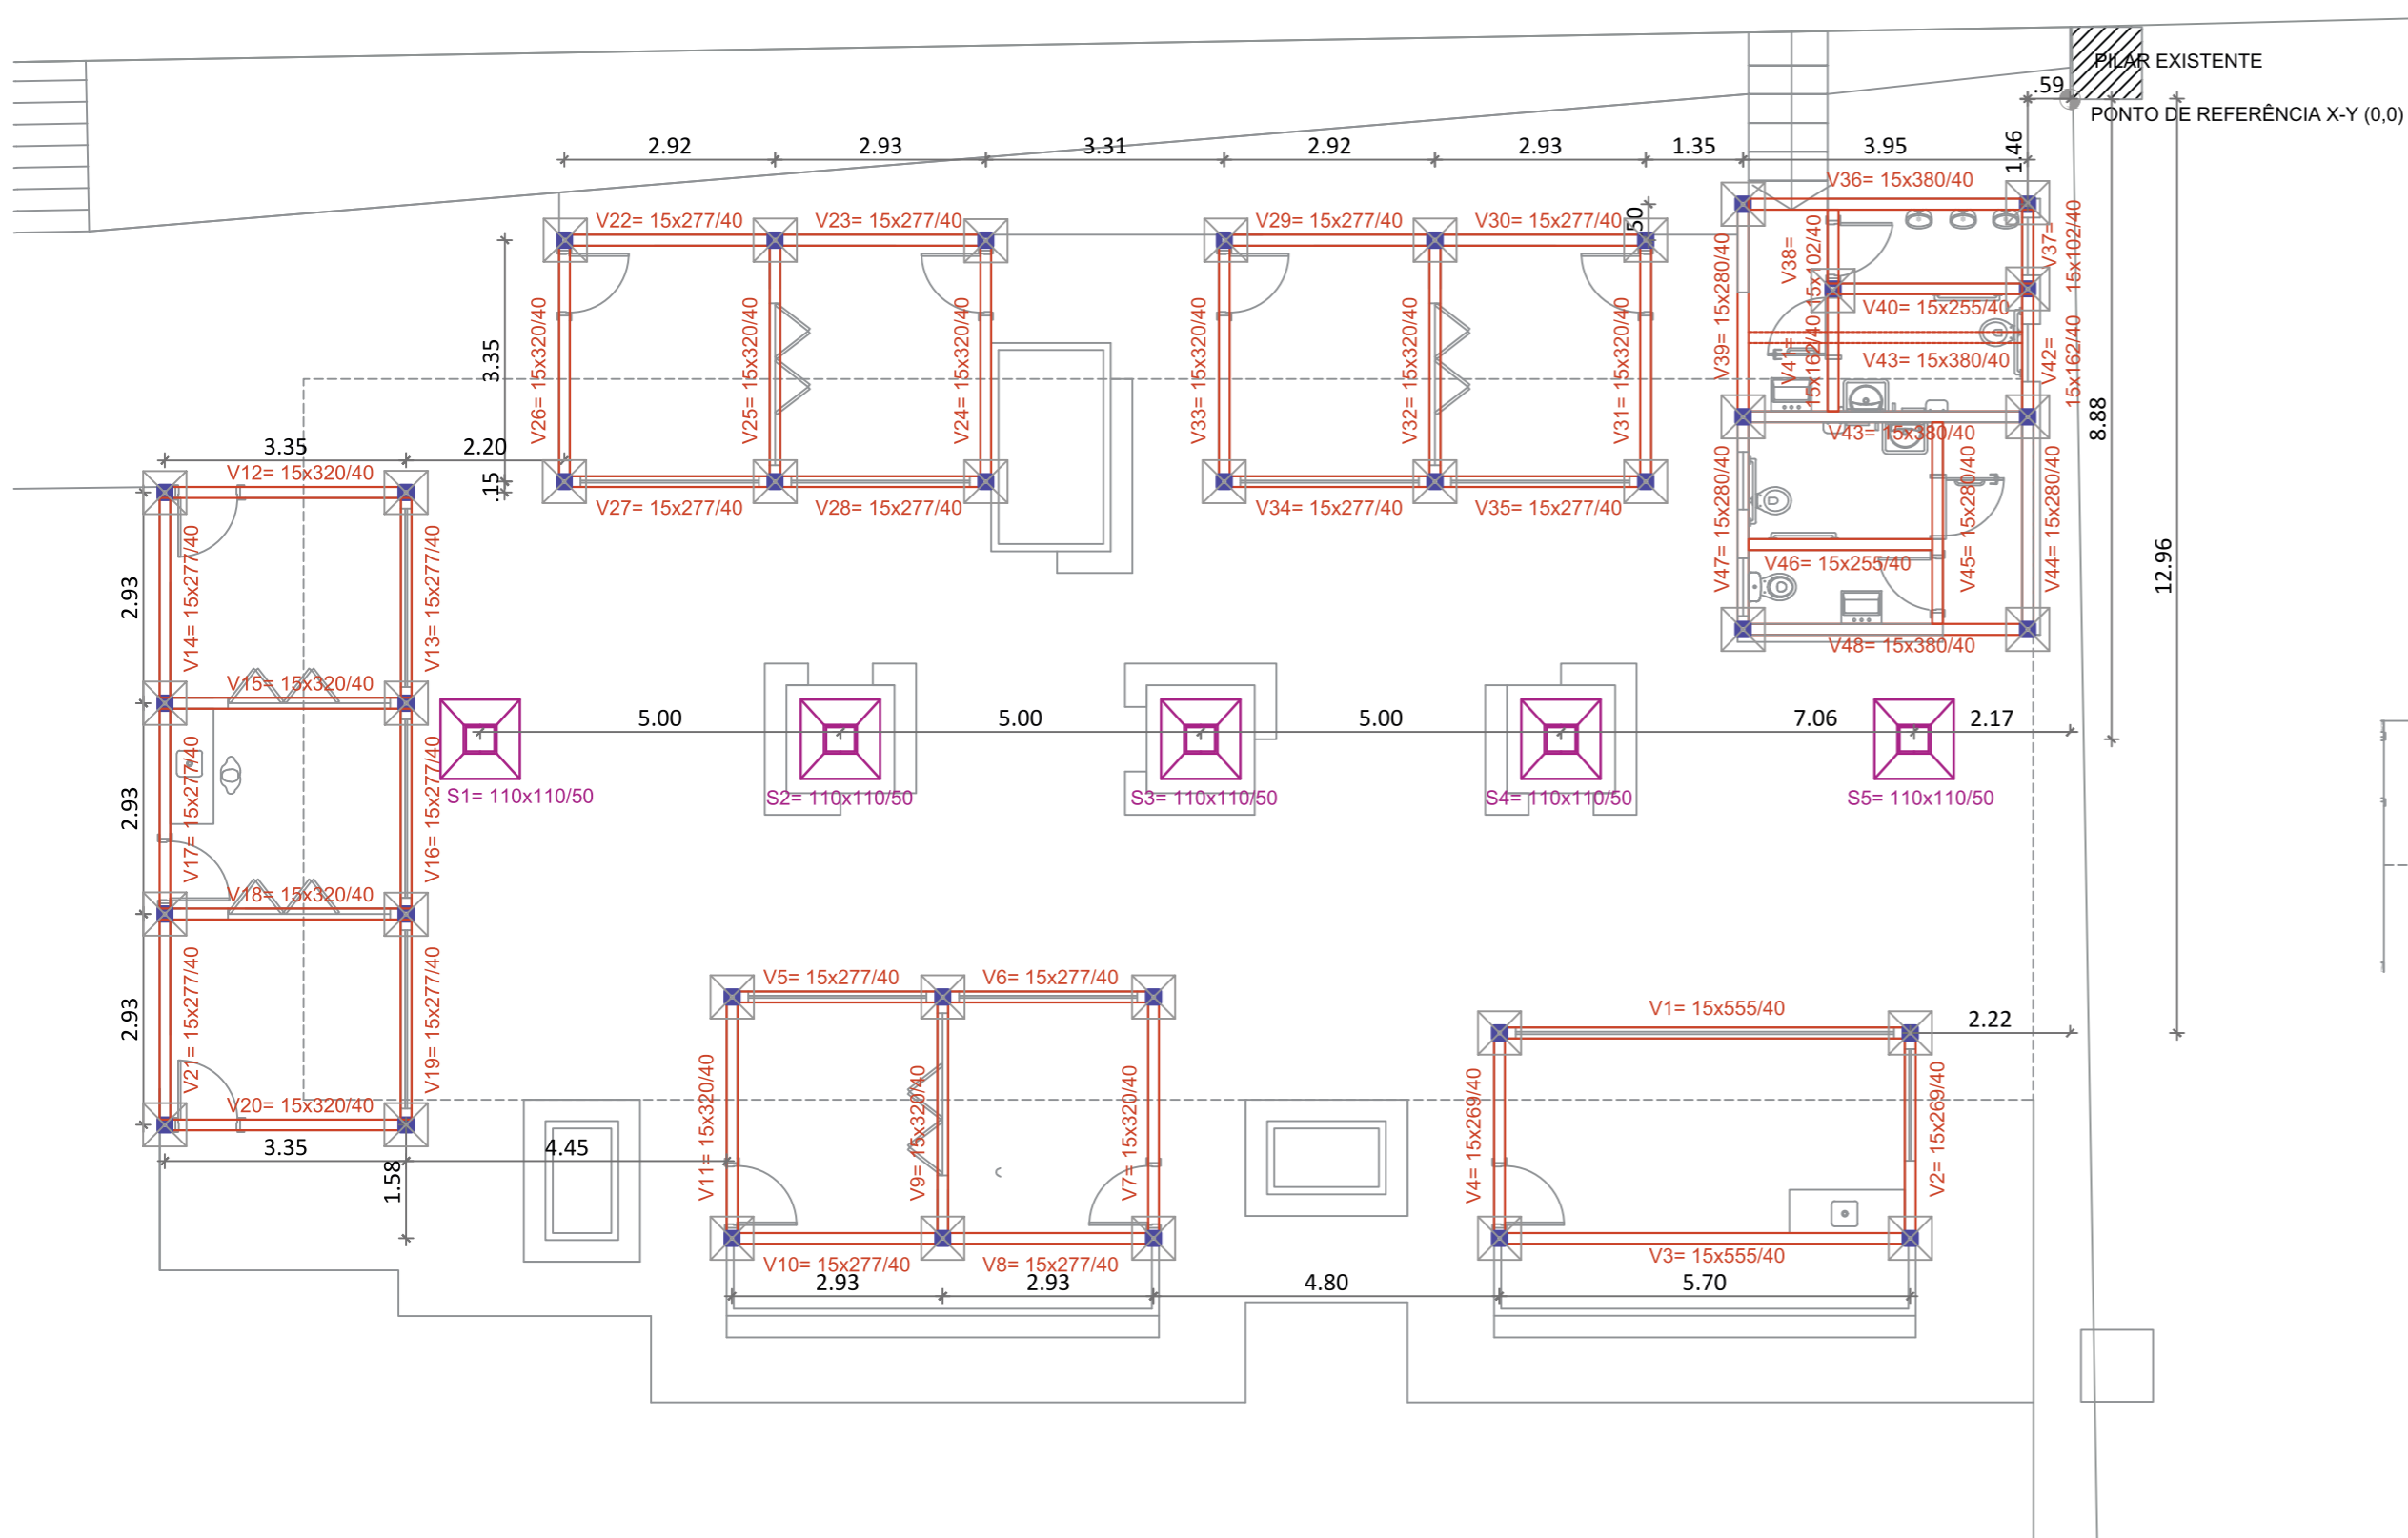 PILAR EXISTENTE
.59
PONTO DE REFERÊNCIA X-Y (0,0)
2.92
2.93
3.31
2.92
2.93
1.35
3.95
1.46
V36= 15x380/40
V22= 15x277/40
V23= 15x277/40
V29= 15x277/40
V30= 15x277/40
.50
V38=
15x102/40
V37=
15x102/40
V39= 15x280/40
V40= 15x255/40
V43= 15x380/40
V41=
15x162/40
V42=
15x162/40
3.35
V26= 15x320/40
V25= 15x320/40
V24= 15x320/40
V33= 15x320/40
V32= 15x320/40
V31= 15x320/40
8.88
V43= 15x380/40
3.35
2.20
.15
V12= 15x320/40
V27= 15x277/40
V28= 15x277/40
V34= 15x277/40
V35= 15x277/40
V47= 15x280/40
V46= 15x255/40
V45= 15x280/40
V44= 15x280/40
12.96
2.93
V14= 15x277/40
V13= 15x277/40
V48= 15x380/40
V15= 15x320/40
5.00
5.00
5.00
7.06
2.17
S1= 110x110/50
S2= 110x110/50
S3= 110x110/50
S4= 110x110/50
S5= 110x110/50
2.93
V17= 15x277/40
V16= 15x277/40
V18= 15x320/40
V5= 15x277/40
V6= 15x277/40
V1= 15x555/40
2.22
2.93
V21= 15x277/40
V19= 15x277/40
V20= 15x320/40
V11= 15x320/40
V9= 15x320/40
V7= 15x320/40
V4= 15x269/40
V2= 15x269/40
3.35
4.45
1.58
V10= 15x277/40
V8= 15x277/40
V3= 15x555/40
2.93
2.93
4.80
5.70